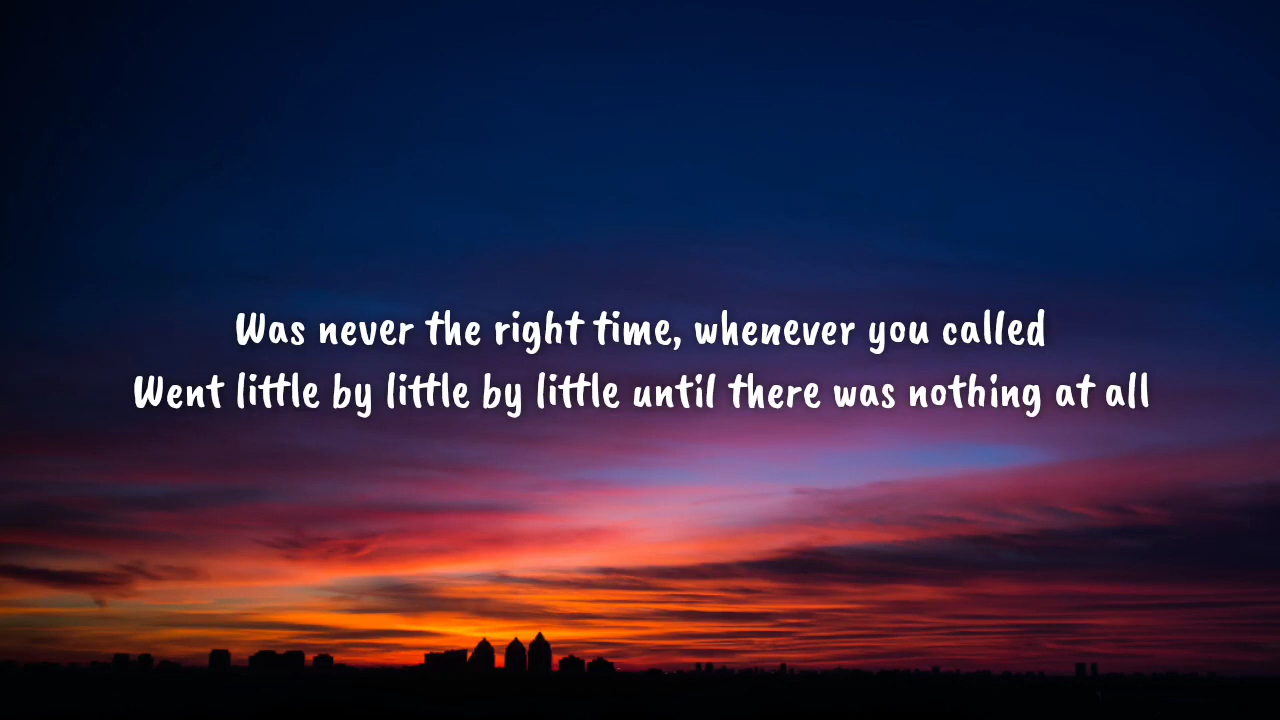 Was never the right time, whenever you called
Went little by little by little until there was nothing at all